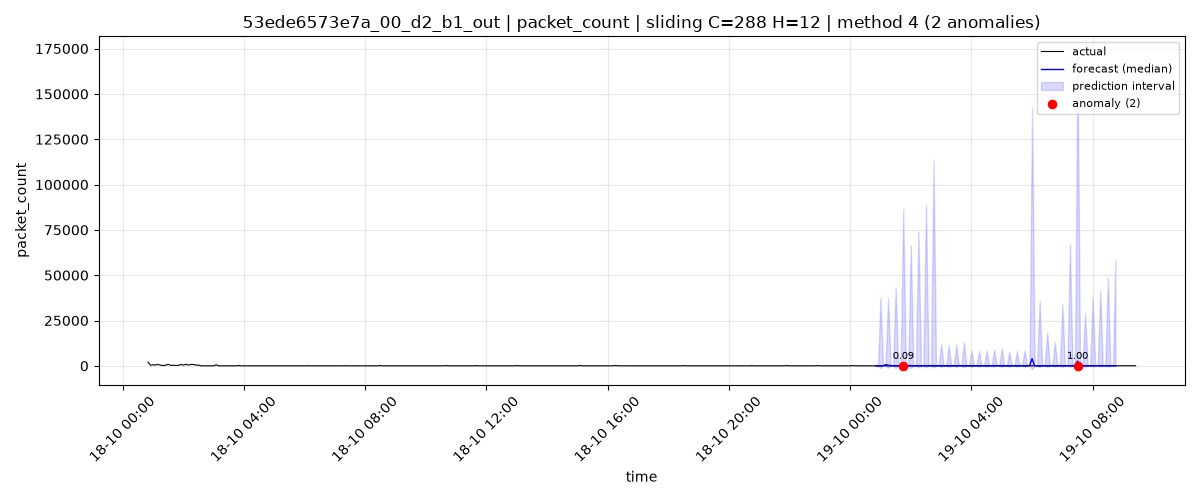 53ede6573e7a_00_d2_b1_out | packet_count | sliding C=288 H=12 | method 4 (2 anomalies)
175000
150000
125000
100000
75000
50000
25000
0
packet_count
actual
forecast (median)
prediction interval
anomaly (2)
0.09
1.00
18-10 00:00
18-10 04:00
18-10 08:00
18-10 12:00
18-10 16:00
18-10 20:00
19-10 00:00
19-10 04:00
19-10 08:00
time